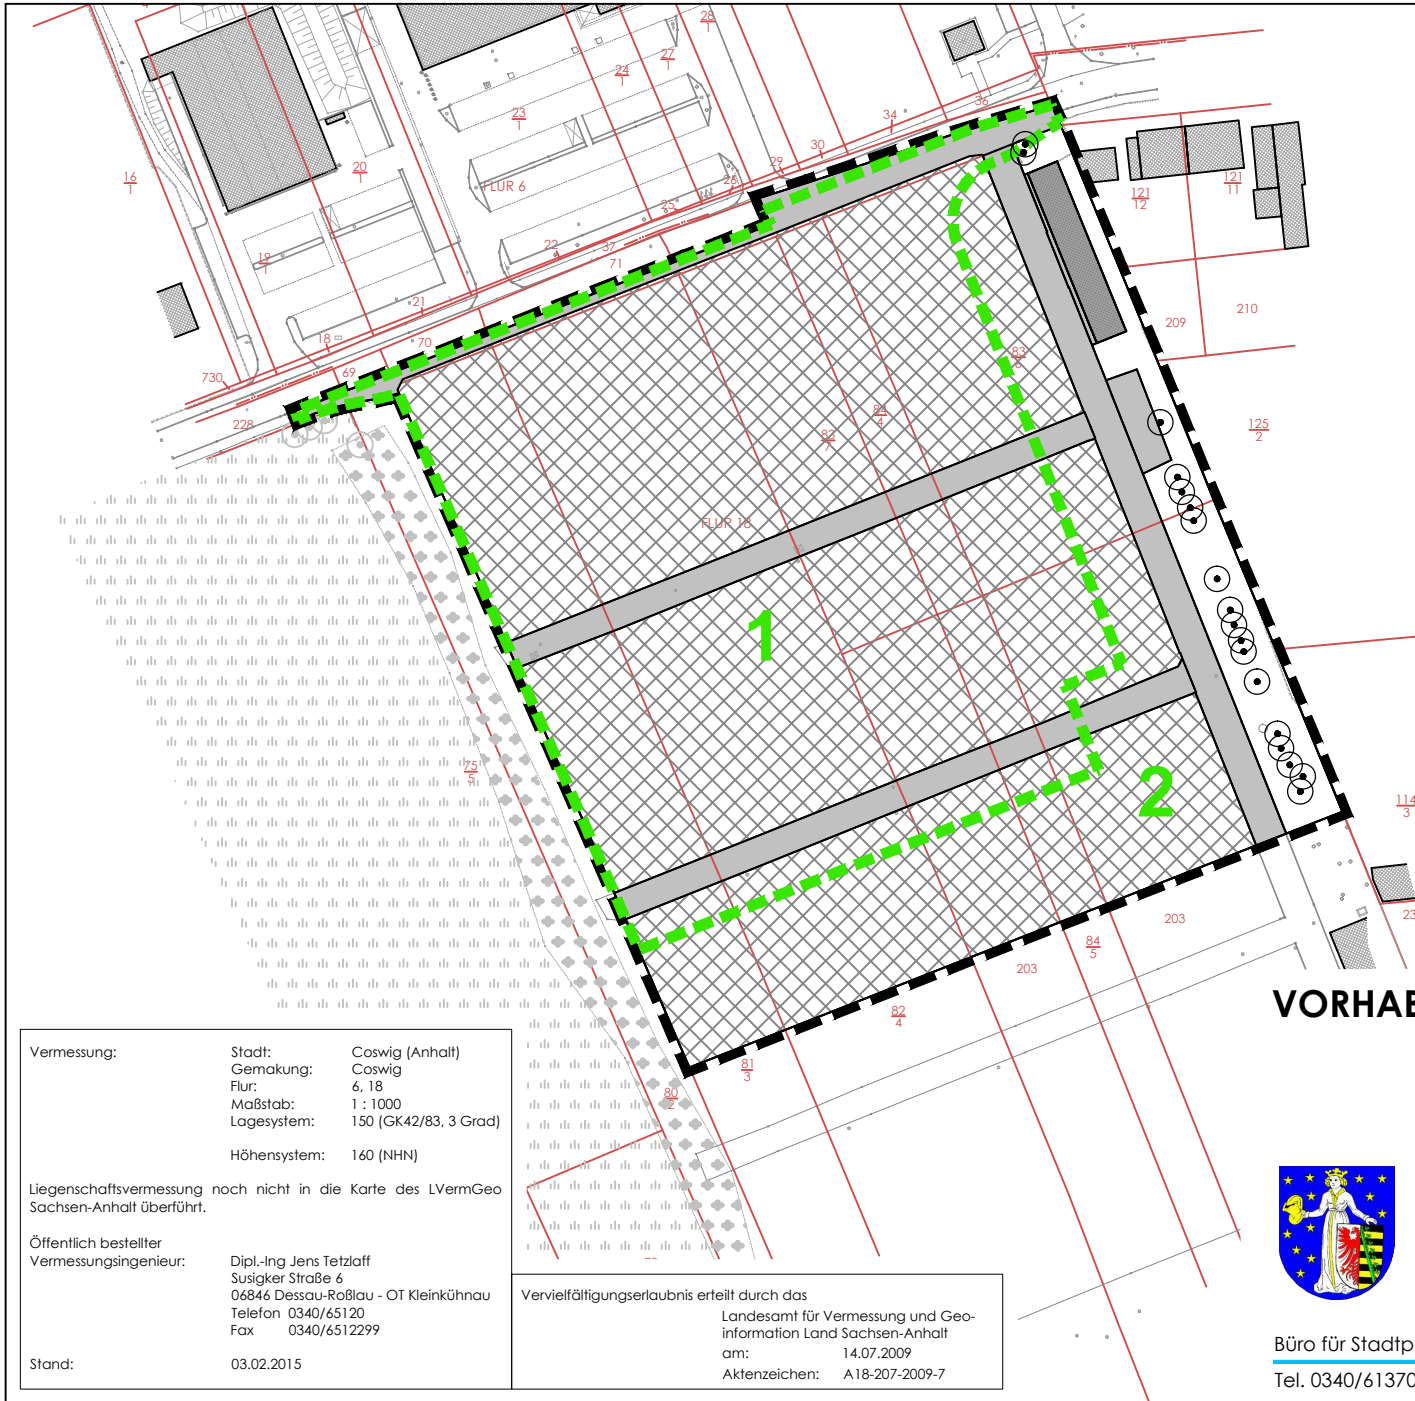 28
1
27
1
24
1
23
1
36
34
30
29
26
25
16
1
20
1
FLUR 6
121
12
121
11
19
1
22
37
71
21
18
70
69
730
228
209
210
83
8
84
4
83
7
125
2
FLUR 18
1
75
5
2
114
3
203
84
5
203
23
82
4
81
3
80
2
VORHAB
Vermessung:
Stadt: Coswig (Anhalt)
Gemakung: Coswig
Flur: 6, 18
Maßstab: 1 : 1000
Lagesystem: 150 (GK42/83, 3 Grad)
Höhensystem: 160 (NHN)
Liegenschaftsvermessung noch nicht in die Karte des LVermGeo
Sachsen-Anhalt überführt.
Öffentlich bestellter
Vermessungsingenieur: Dipl.-Ing Jens Tetzlaff
Susigker Straße 6
06846 Dessau-Roßlau - OT Kleinkühnau
Telefon 0340/65120
Fax 0340/6512299
Stand: 03.02.2015
Vervielfältigungserlaubnis erteilt durch das
Landesamt für Vermessung und Geo-
information Land Sachsen-Anhalt
am: 14.07.2009
Aktenzeichen: A18-207-2009-7
Büro für Stadtp
Tel. 0340/61370